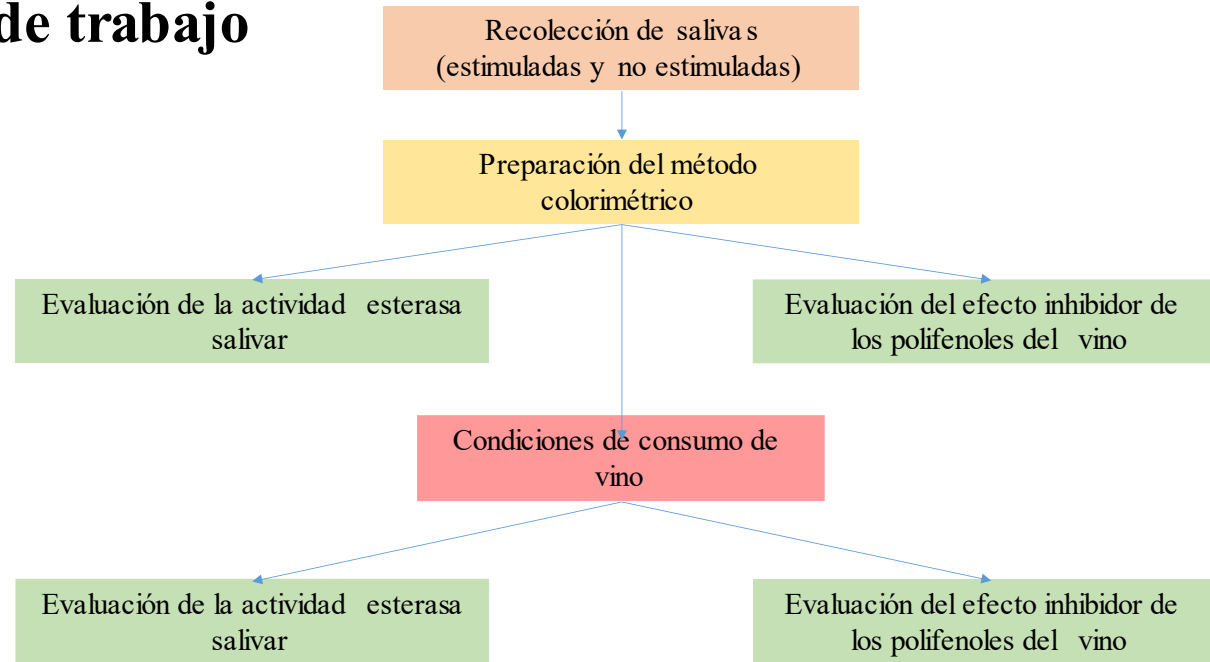 de trabajo
Recolección de salivas
(estimuladas y no estimuladas)
Preparación del método
colorimétrico
Evaluación de la actividad esterasa
salivar
Evaluación del efecto inhibidor de
los polifenoles del vino
Condiciones de consumo de
vino
Evaluación de la actividad esterasa
salivar
Evaluación del efecto inhibidor de
los polifenoles del vino